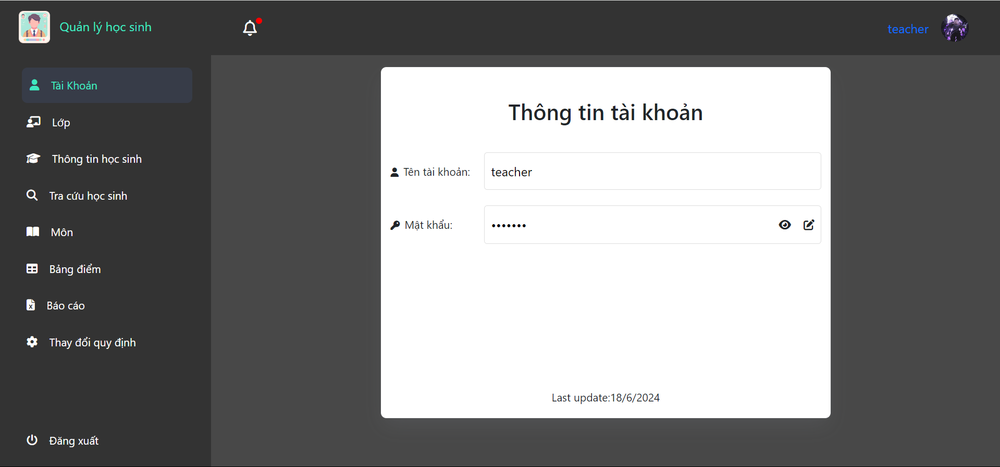 Quản lý học sinh
teacher
Tài Khoản
Lớp
Thông tin học sinh
Tra cứu học sinh
Môn
Bảng điểm
Báo cáo
Thay đổi quy định
Đăng xuất
Thông tin tài khoản
Tên tài khoản: teacher
Mật khẩu: •••••••
Last update:18/6/2024